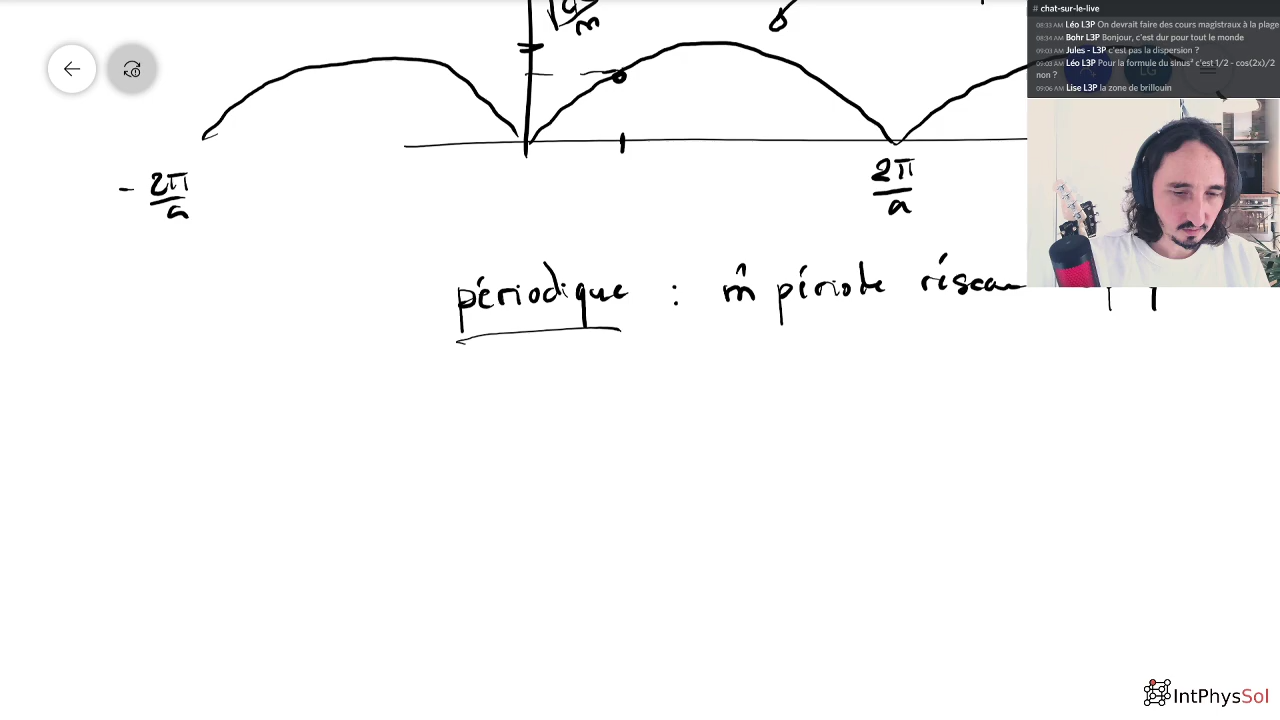 # chat-sur-le-live
08:33 AM Léo L3P On devrait faire des cours magistraux à la plage
08:34 AM Bohr L3P Bonjour, c'est dur pour tout le monde
09:03 AM Jules - L3P c'est pas la dispersion ?
09:03 AM Léo L3P Pour la formule du sinus² c'est 1/2 - cos(2x)/2
non ?
09:06 AM Lise L3P la zone de brillouin
m
- 2π/a
2π/a
périodique : m̂ période réseau
IntPhysSol